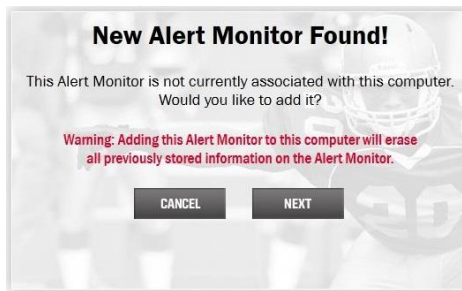 New Alert Monitor Found!
This Alert Monitor is not currently associated with this computer.
Would you like to add it?
Warning: Adding this Alert Monitor to this computer will erase
all previously stored information on the Alert Monitor.
CANCEL NEXT